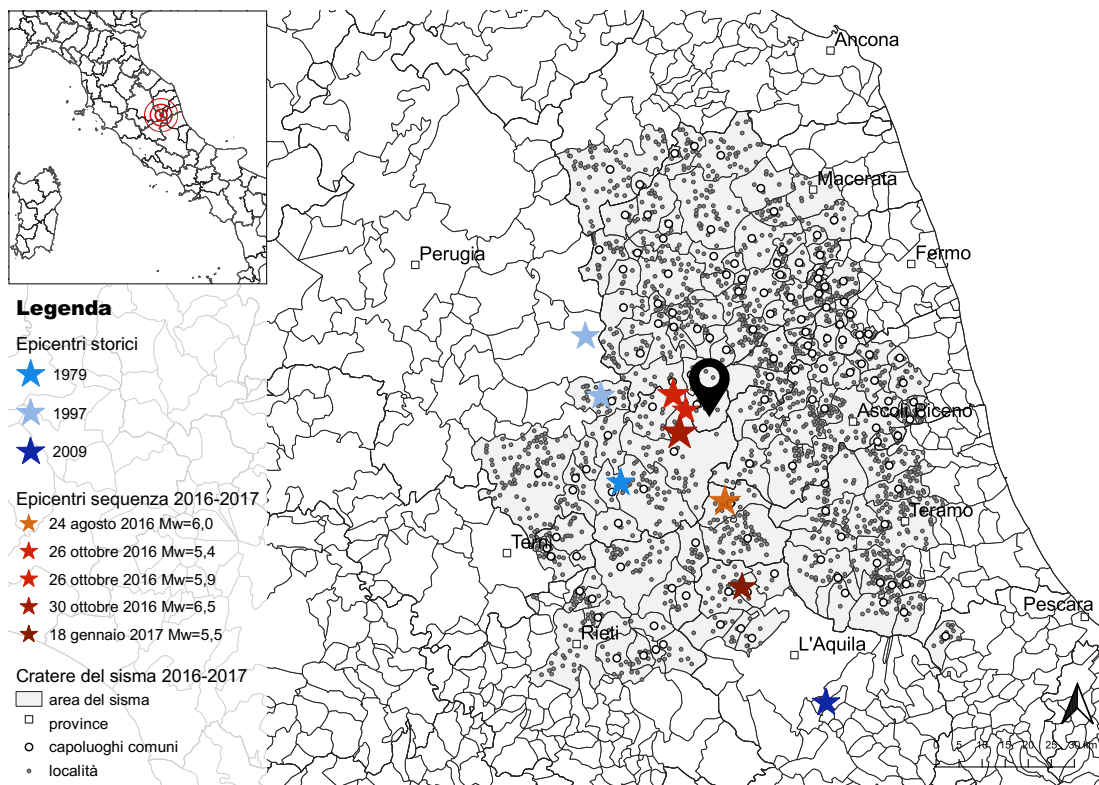 Ancona
Macerata
Perugia
Fermo
Ascoli Piceno
Teramo
Terni
Pescara
Rieti
L'Aquila
Legenda
Epicentri storici
1979
1997
2009
Epicentri sequenza 2016-2017
24 agosto 2016 Mw=6,0
26 ottobre 2016 Mw=5,4
26 ottobre 2016 Mw=5,9
30 ottobre 2016 Mw=6,5
18 gennaio 2017 Mw=5,5
Cratere del sisma 2016-2017
area del sisma
province
capoluoghi comuni
località
0 5 10 15 20 25 30 km